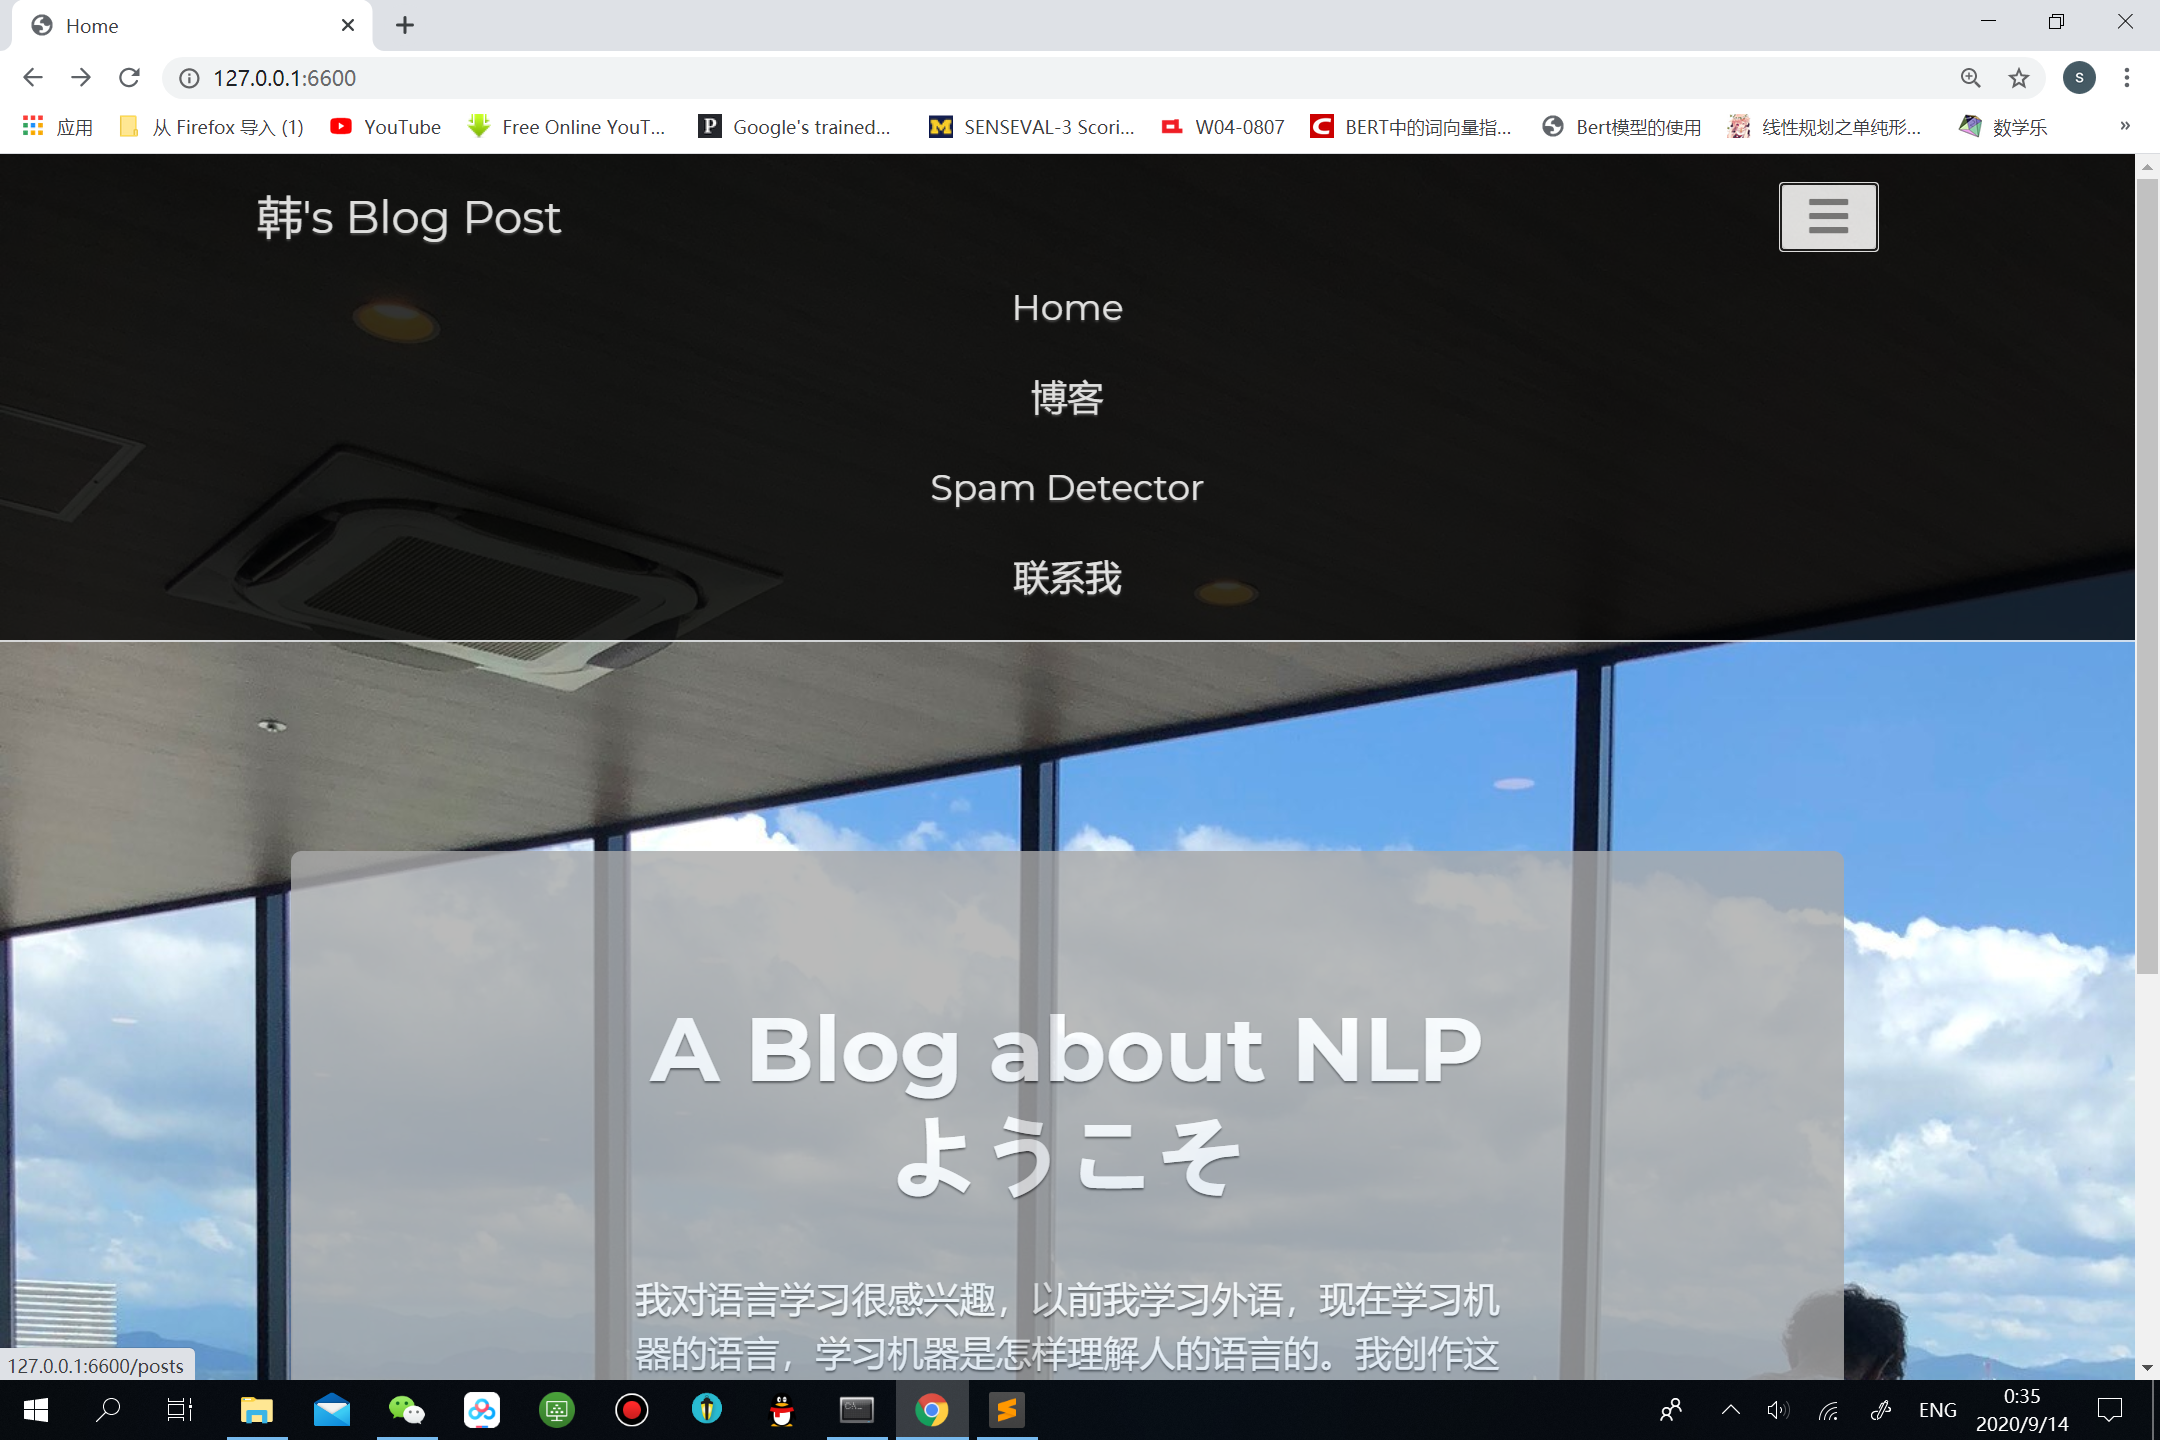 Home
127.0.0.1:6600
S
应用
从 Firefox 导入 (1)
YouTube
Free Online YouT...
P
Google's trained...
M
SENSEVAL-3 Scori...
W04-0807
C
BERT中的词向量指...
Bert模型的使用
线性规划之单纯形...
数学乐
»
韩's Blog Post
Home
博客
Spam Detector
联系我
A Blog about NLP
ようこそ
我对语言学习很感兴趣，以前我学习外语，现在学习机
器的语言，学习机器是怎样理解人的语言的。我创作这
127.0.0.1:6600/posts
ENG
0:35
2020/9/14